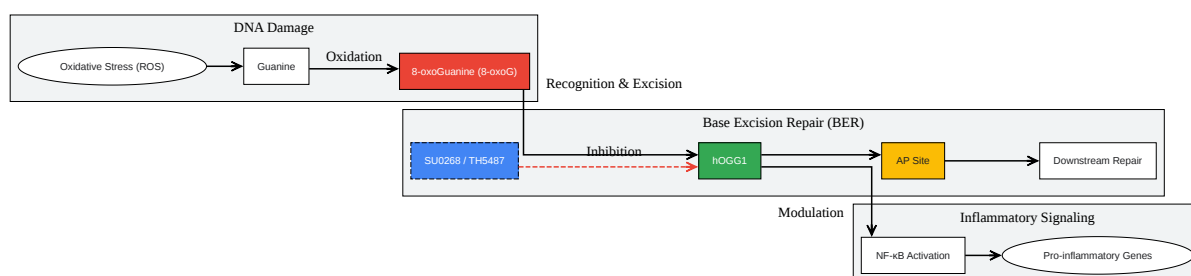 DNA Damage
Oxidative Stress (ROS)
Guanine
Oxidation
8-oxoGuanine (8-oxoG)
Recognition & Excision
Base Excision Repair (BER)
SU0268 / TH5487
Inhibition
hOGG1
AP Site
Downstream Repair
Modulation
Inflammatory Signaling
NF-κB Activation
Pro-inflammatory Genes